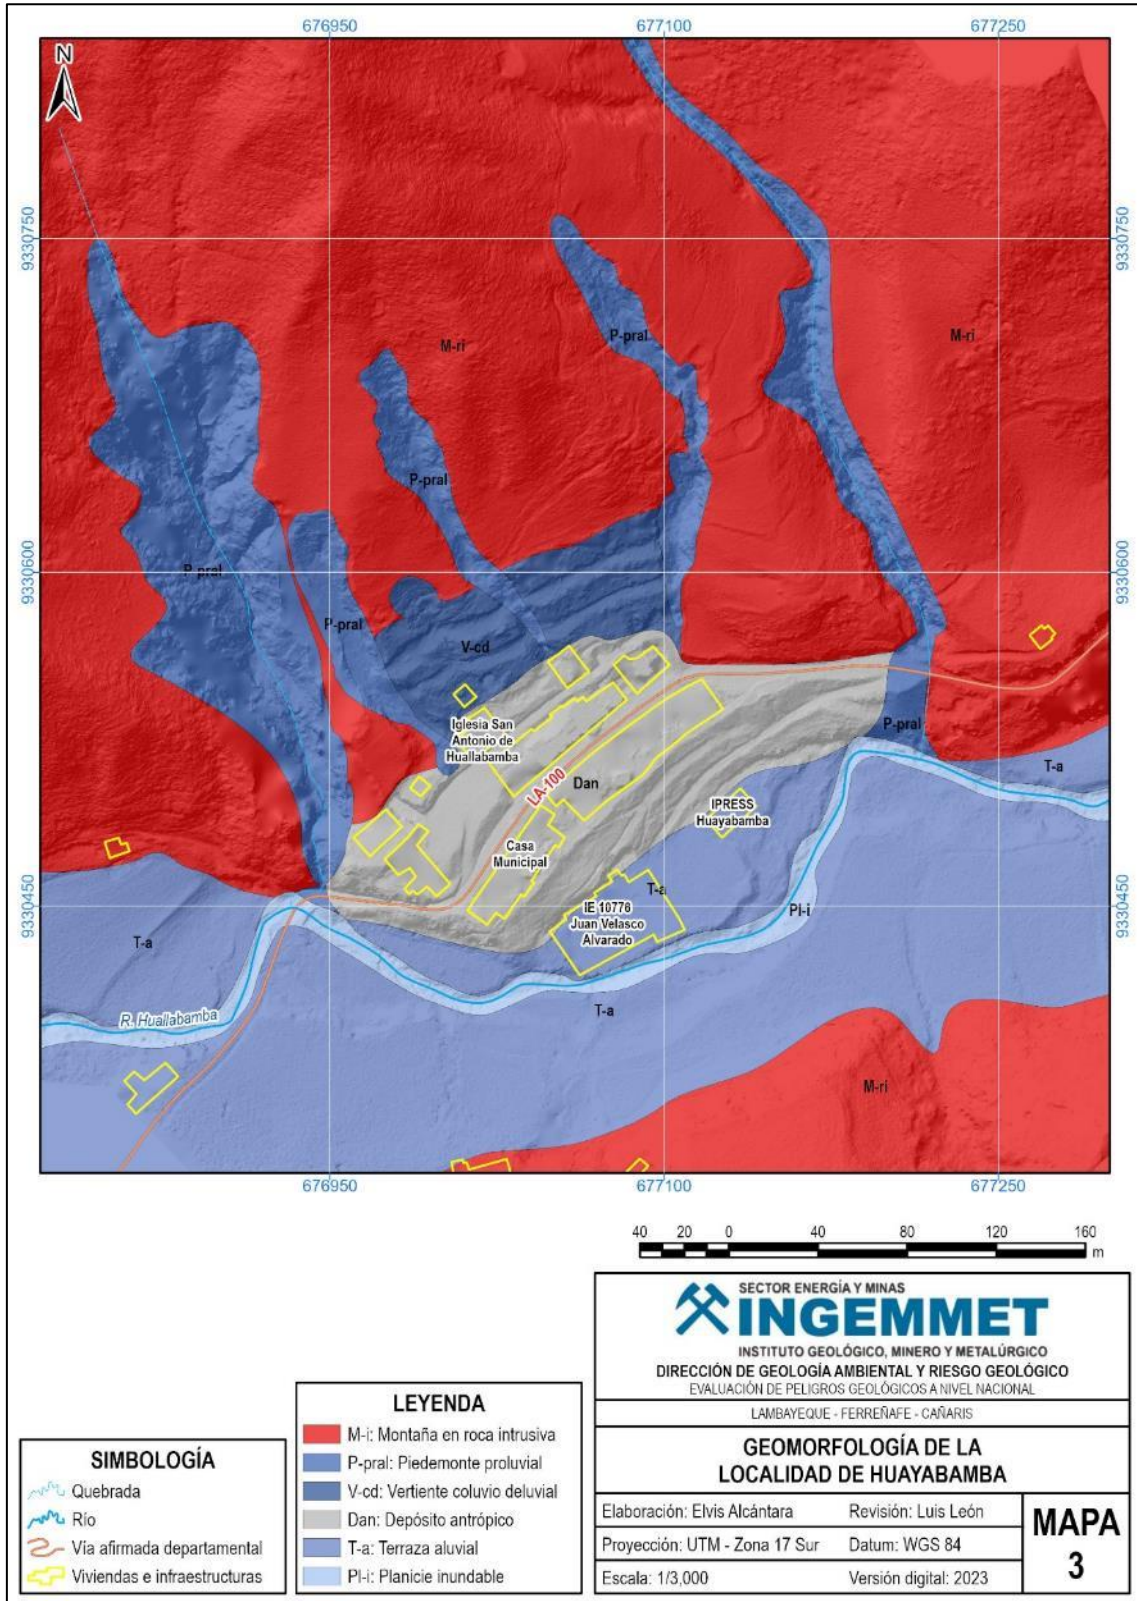 676950
677100
677250
N
9330750
9330750
M-ri
P-pral
M-ri
P-pral
9330600
P-pral
9330600
P-pral
V-cd
Iglesia San
Antonio de
Huallabamba
P-pral
T-a
Dan
LA-100
IPRESS
Huayabamba
Casa
Municipal
T-a
IE 10776
Juan Velasco
Alvarado
9330450
9330450
Pl-i
T-a
R. Huallabamba
T-a
M-ri
676950
677100
677250
40 20 0 40 80 120 160
m
SECTOR ENERGÍA Y MINAS
INGEMMET
INSTITUTO GEOLÓGICO, MINERO Y METALÚRGICO
DIRECCIÓN DE GEOLOGÍA AMBIENTAL Y RIESGO GEOLÓGICO
EVALUACIÓN DE PELIGROS GEOLÓGICOS A NIVEL NACIONAL
LAMBAYEQUE - FERREÑAFE - CAÑARIS
GEOMORFOLOGÍA DE LA
LOCALIDAD DE HUAYABAMBA
Elaboración: Elvis Alcántara
Revisión: Luis León
Proyección: UTM - Zona 17 Sur
Datum: WGS 84
Escala: 1/3,000
Versión digital: 2023
MAPA
3
LEYENDA
M-i: Montaña en roca intrusiva
P-pral: Piedemonte proluvial
V-cd: Vertiente coluvio deluvial
Dan: Depósito antrópico
T-a: Terraza aluvial
Pl-i: Planicie inundable
SIMBOLOGÍA
Quebrada
Río
Vía afirmada departamental
Viviendas e infraestructuras